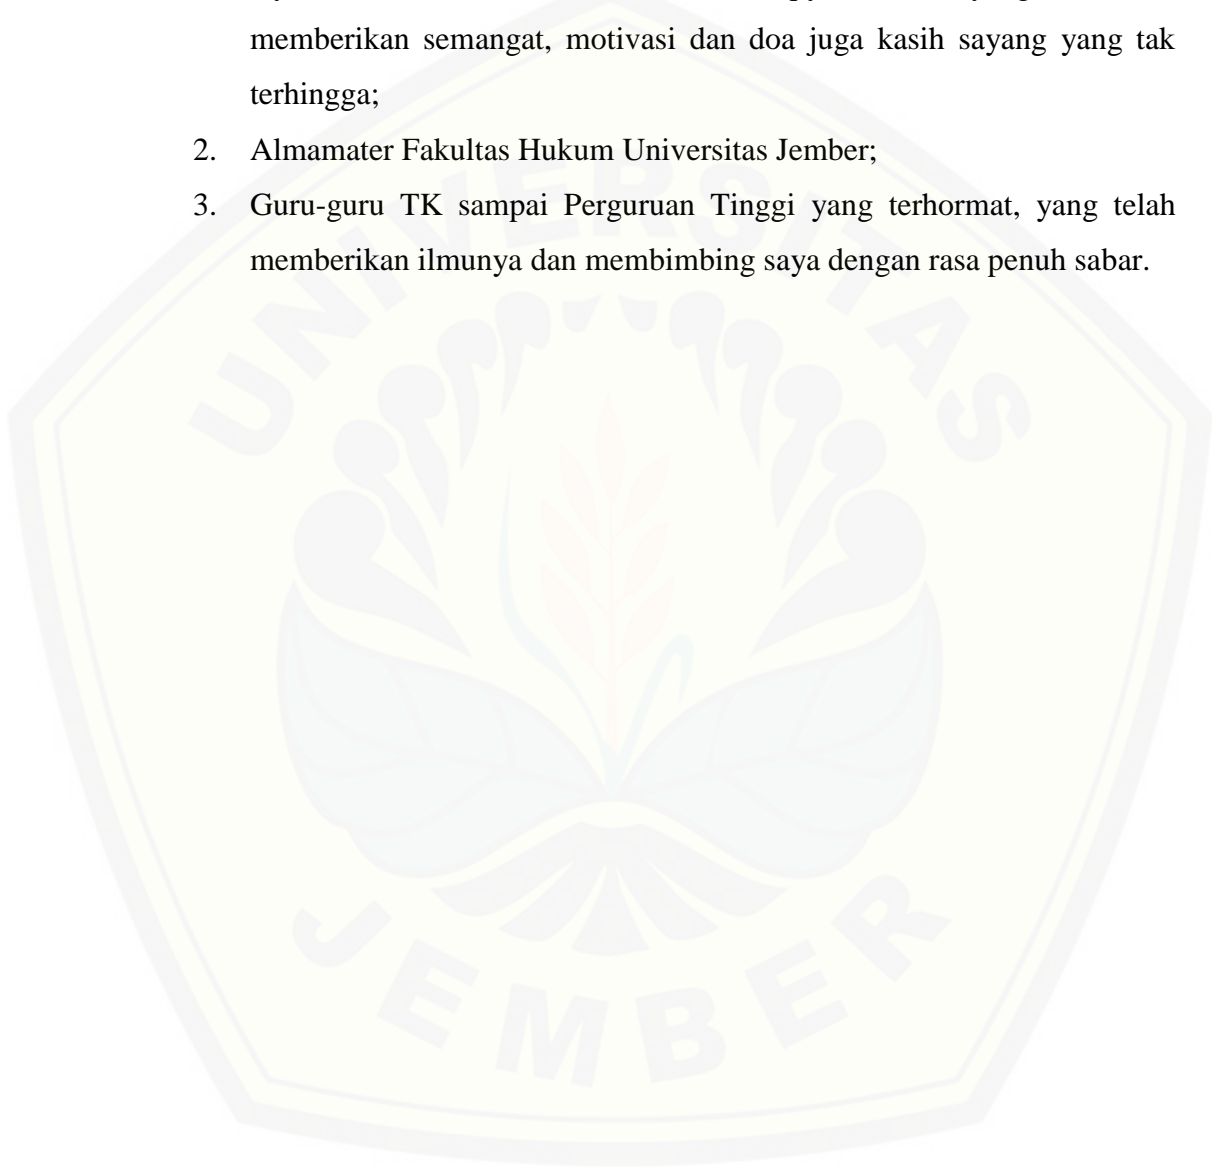 memberikan semangat, motivasi dan doa juga kasih sayang yang tak
terhingga;
2. Almamater Fakultas Hukum Universitas Jember;
3. Guru-guru TK sampai Perguruan Tinggi yang terhormat, yang telah
memberikan ilmunya dan membimbing saya dengan rasa penuh sabar.
UNIVERSITAS
JEMBER